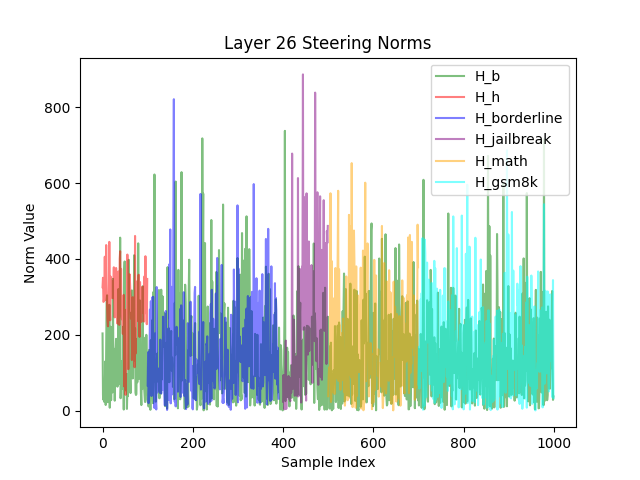 Layer 26 Steering Norms
H_b
H_h
H_borderline
H_jailbreak
H_math
H_gsm8k
Norm Value
800
600
400
200
0
0 200 400 600 800 1000
Sample Index